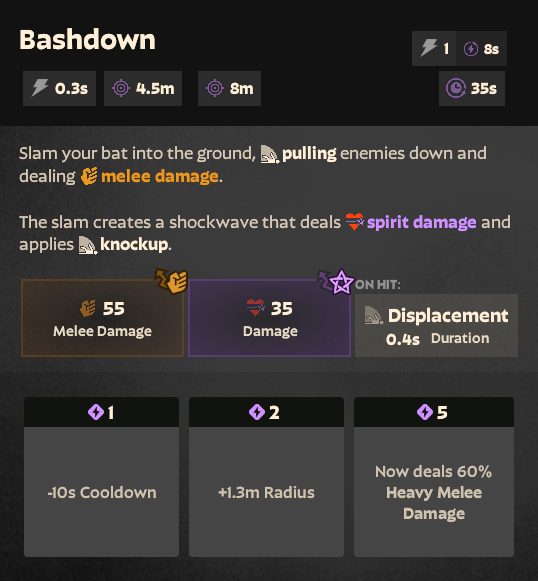 Bashdown
1
8s
0.3s
4.5m
8m
35s
Slam your bat into the ground, pulling enemies down and
dealing melee damage.
The slam creates a shockwave that deals spirit damage and
applies knockup.
ON HIT:
55
Melee Damage
35
Damage
Displacement
0.4s Duration
1
2
5
-10s Cooldown
+1.3m Radius
Now deals 60%
Heavy Melee
Damage